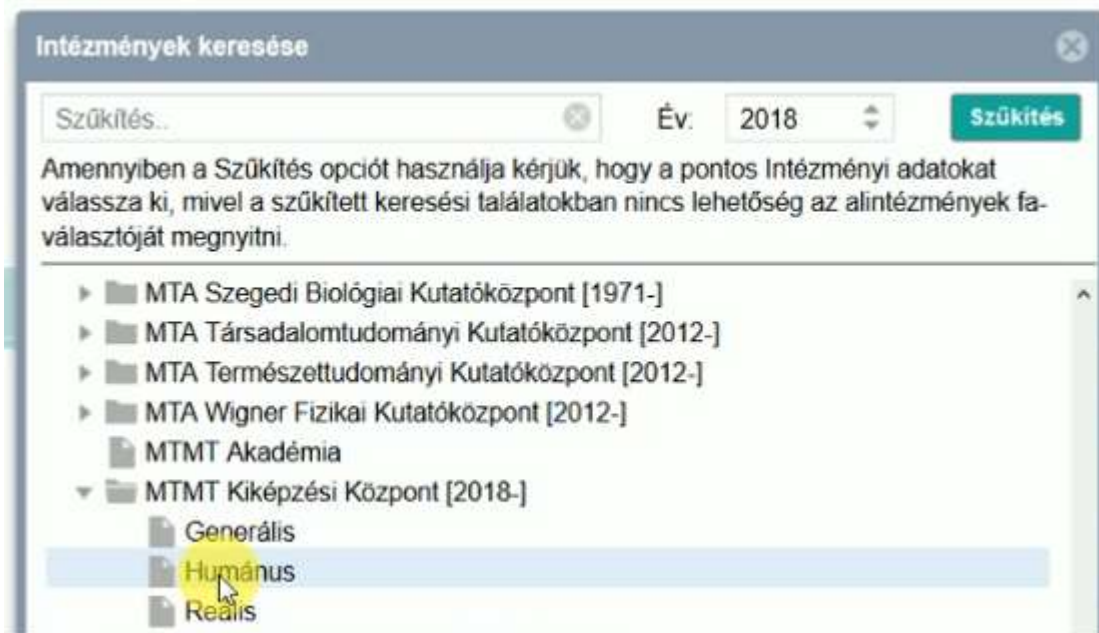 Intézmények keresése
Szűkítés.. Év: 2018 Szűkítés
Amennyiben a Szűkítés opciót használja kérjük, hogy a pontos Intézményi adatokat
válassza ki, mivel a szűkített keresési találatokban nincs lehetőség az alintézmények fa-
választóját megnyitni.
MTA Szegedi Biológiai Kutatóközpont [1971-]
MTA Társadalomtudományi Kutatóközpont [2012-]
MTA Természettudományi Kutatóközpont [2012-]
MTA Wigner Fizikai Kutatóközpont [2012-]
MTMT Akadémia
MTMT Kiképzési Központ [2018-]
Generális
Humánus
Reális